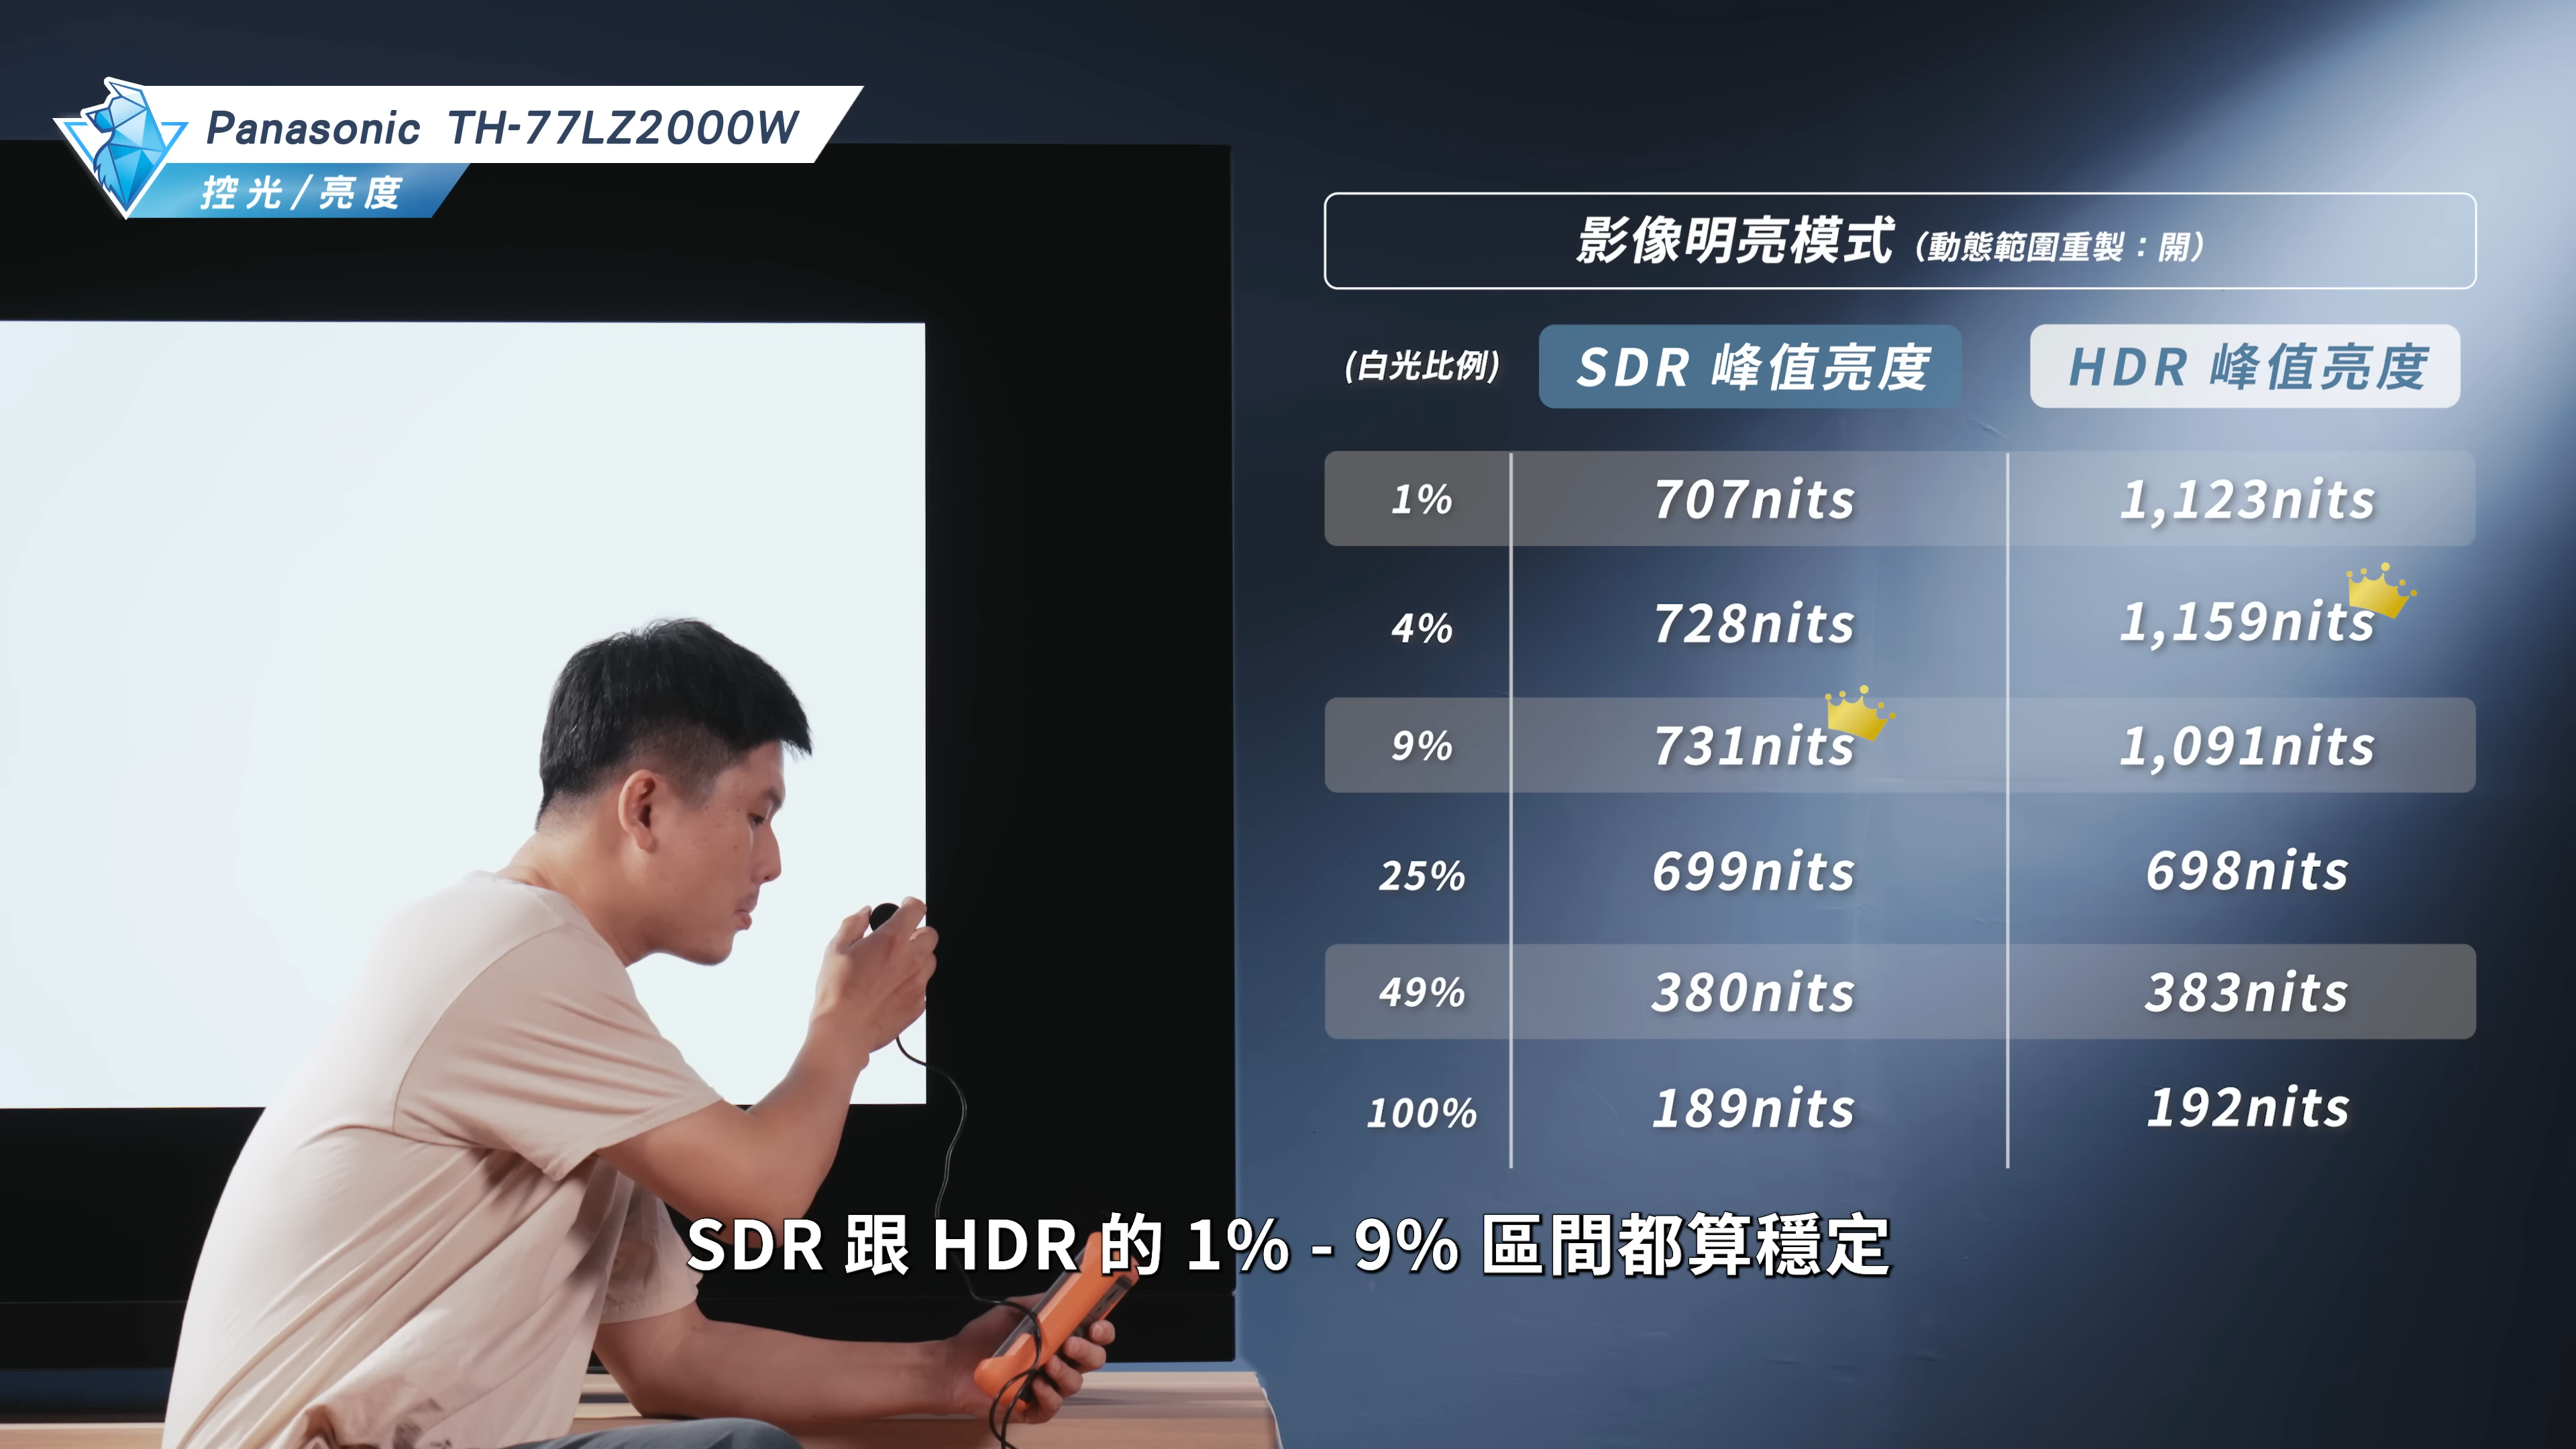 Panasonic TH-77LZ2000W
控光/亮度
影像明亮模式 (動態範圍重製：開)
(白光比例) SDR 峰值亮度 HDR 峰值亮度
1% 707nits 1,123nits
4% 728nits 1,159nits
9% 731nits 1,091nits
25% 699nits 698nits
49% 380nits 383nits
100% 189nits 192nits
SDR 跟 HDR 的 1% - 9% 區間都算穩定